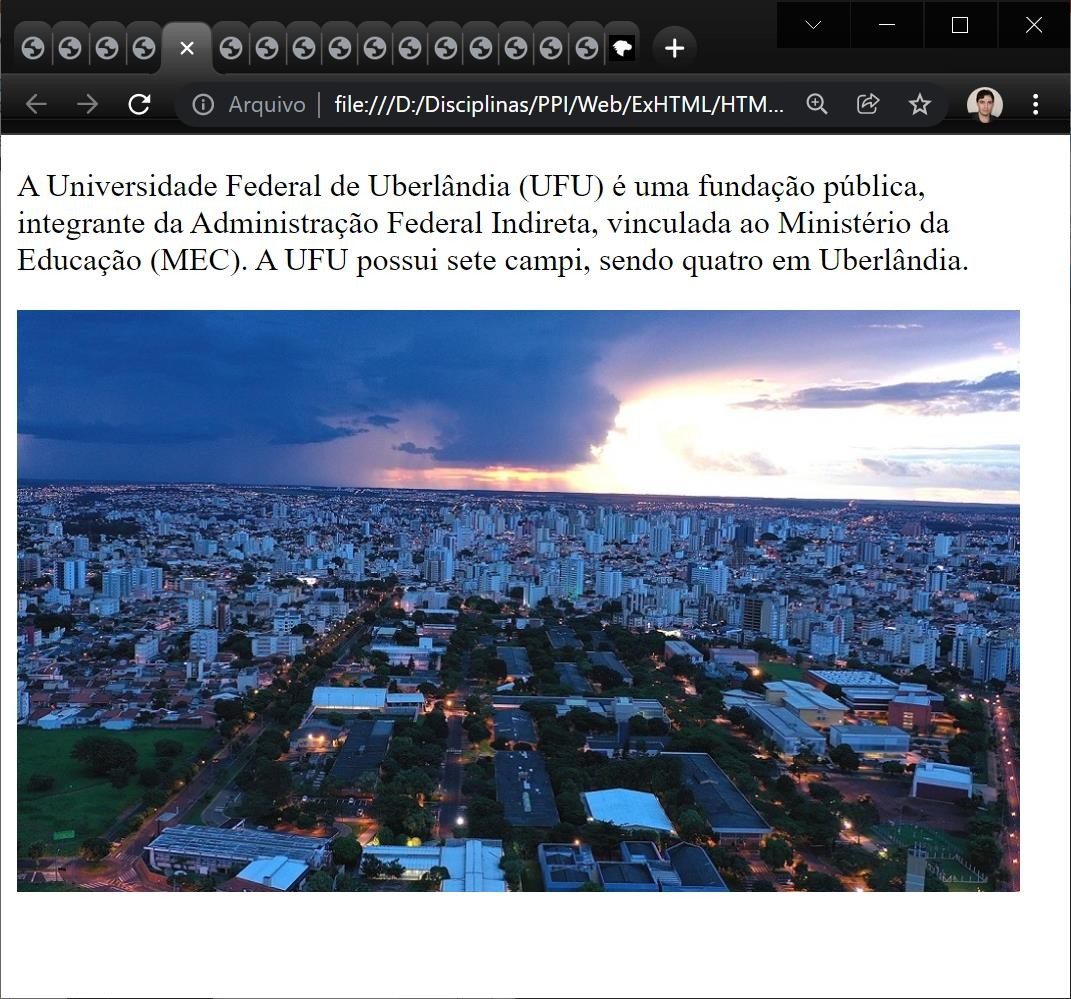 Arquivo | file:///D:/Disciplinas/PPI/Web/ExHTML/HTM...
A Universidade Federal de Uberlândia (UFU) é uma fundação pública,
integrante da Administração Federal Indireta, vinculada ao Ministério da
Educação (MEC). A UFU possui sete campi, sendo quatro em Uberlândia.